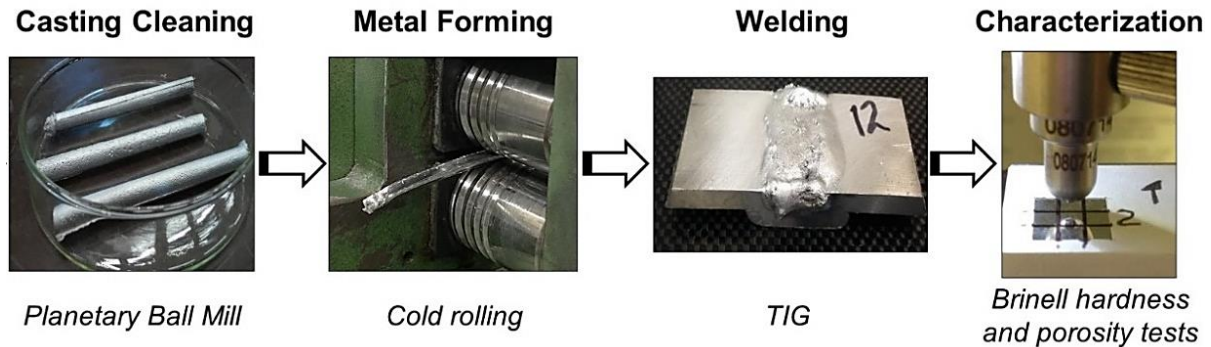 Casting Cleaning
Metal Forming
Welding
Characterization
12
080714
080714
T
2
Planetary Ball Mill
Cold rolling
TIG
Brinell hardness
and porosity tests